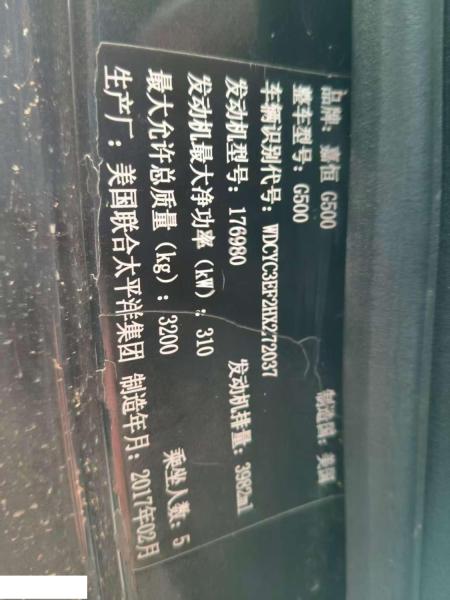 品牌: 嘉恒 G500
整车型号: G500 制造国: 美国
车辆识别代号: WDCYC3EF2HX272037
发动机型号: 176980 发动机排量: 3982ml
发动机最大净功率(kW): 310
最大允许总质量(kg): 3200 乘坐人数: 5
生产厂: 美国联合太平洋集团 制造年月: 2017年02月